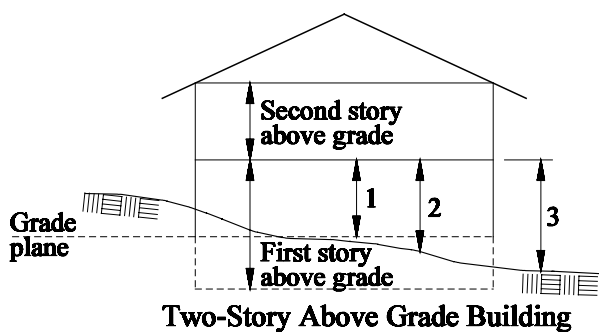 Second story
above grade
1
2
3
Grade
plane
First story
above grade
Two-Story Above Grade Building